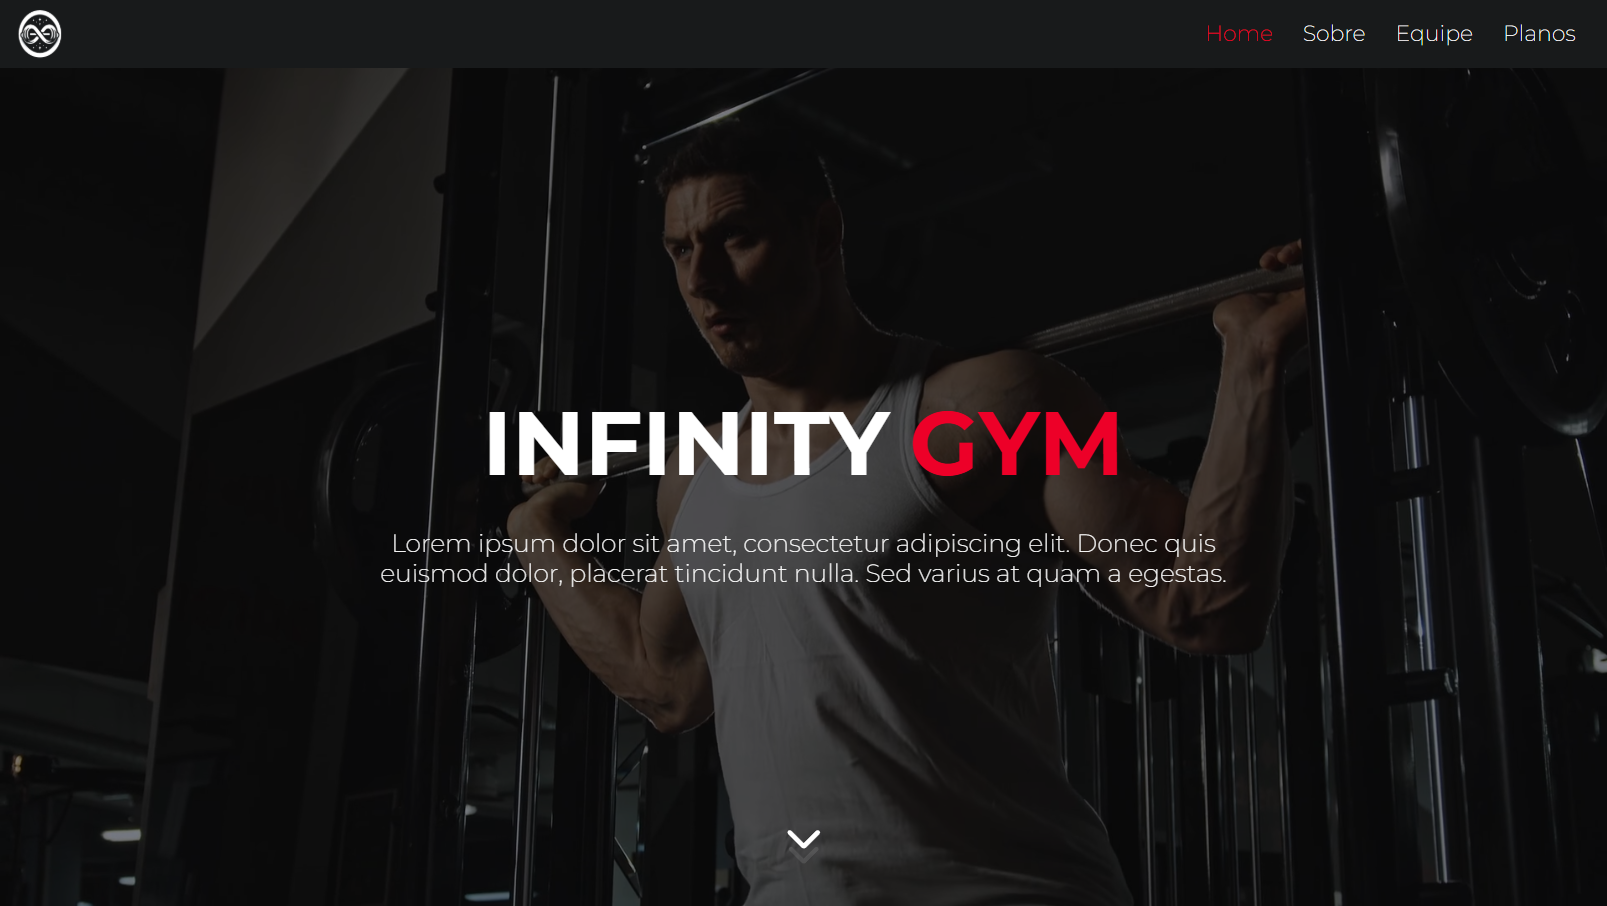 Home Sobre Equipe Planos
INFINITY GYM
Lorem ipsum dolor sit amet, consectetur adipiscing elit. Donec quis
euismod dolor, placerat tincidunt nulla. Sed varius at quam a egestas.